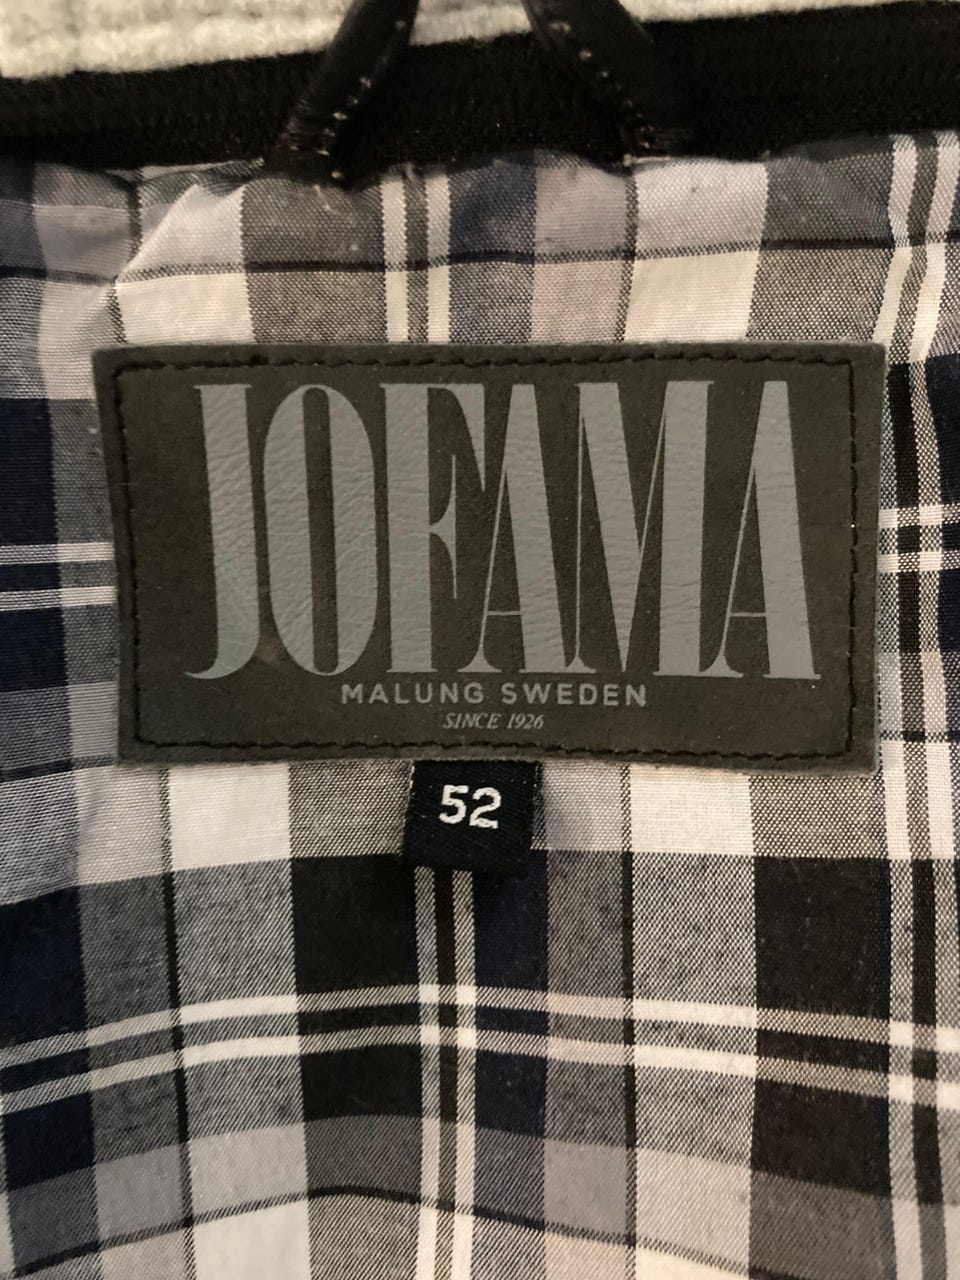 JOFAMA
MALUNG SWEDEN
SINCE 1926
52